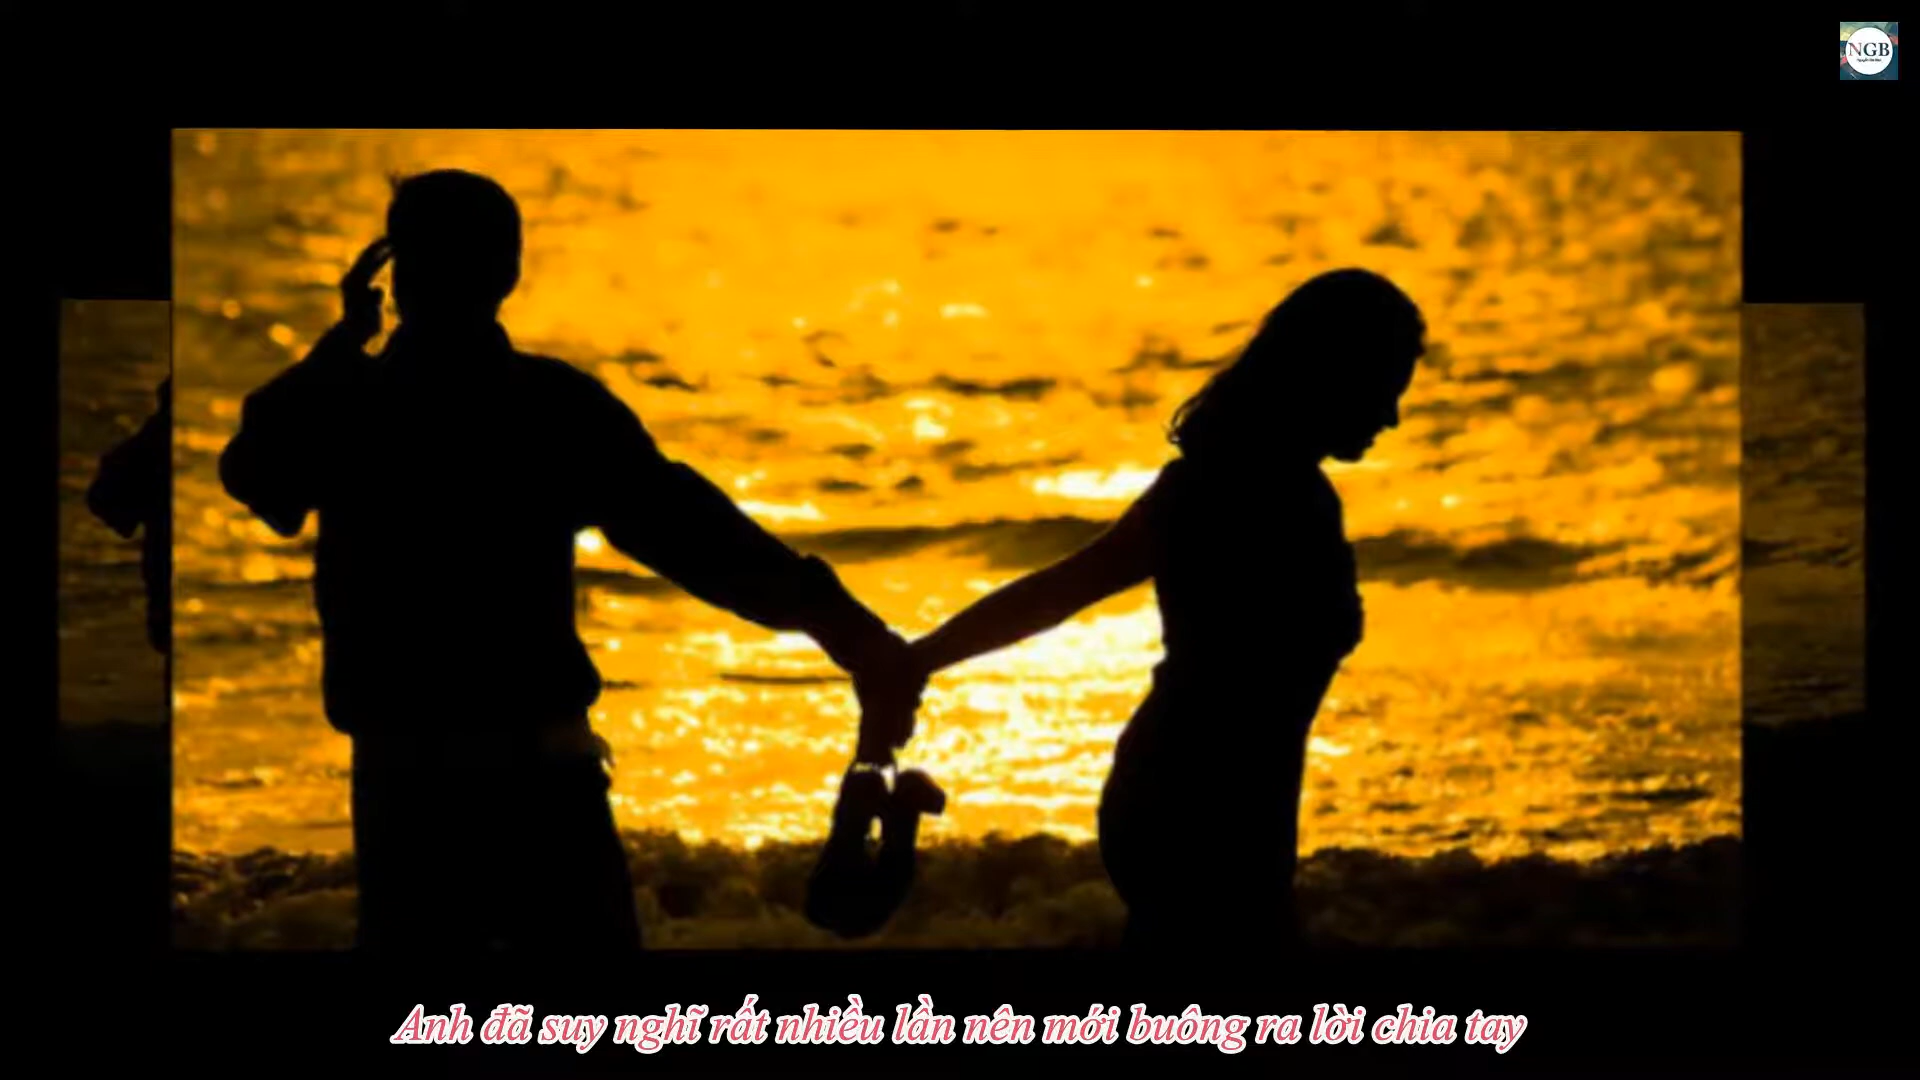 NGB
Anh đã suy nghĩ rất nhiều lần nên mới buông ra lời chia tay